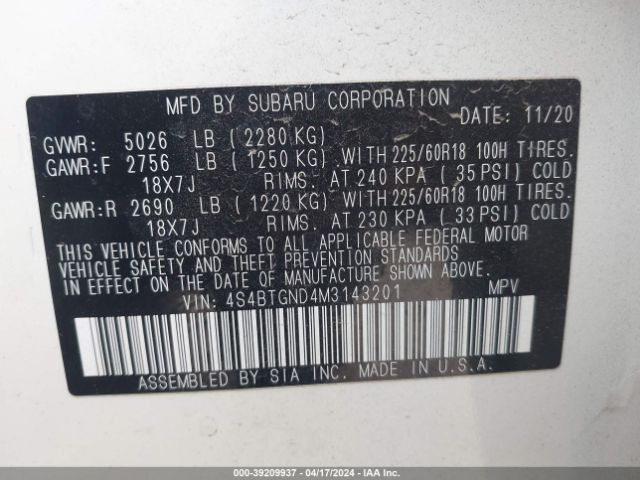 MFD BY SUBARU CORPORATION DATE: 11/20
GVWR: 5026 LB (2280 KG)
GAWR:F 2756 LB (1250 KG) WITH 225/60R18 100H TIRES.
18X7J RIMS. AT 240 KPA (35 PSI) COLD
GAWR:R 2690 LB (1220 KG) WITH 225/60R18 100H TIRES.
18X7J RIMS. AT 230 KPA (33 PSI) COLD
THIS VEHICLE CONFORMS TO ALL APPLICABLE FEDERAL MOTOR
VEHICLE SAFETY AND THEFT PREVENTION STANDARDS
IN EFFECT ON THE DATE OF MANUFACTURE SHOWN ABOVE.
VIN: 4S4BTGND4M3143201 MPV
ASSEMBLED BY SIA INC. MADE IN U.S.A.
000-39209937 - 04/17/2024 - IAAI.com